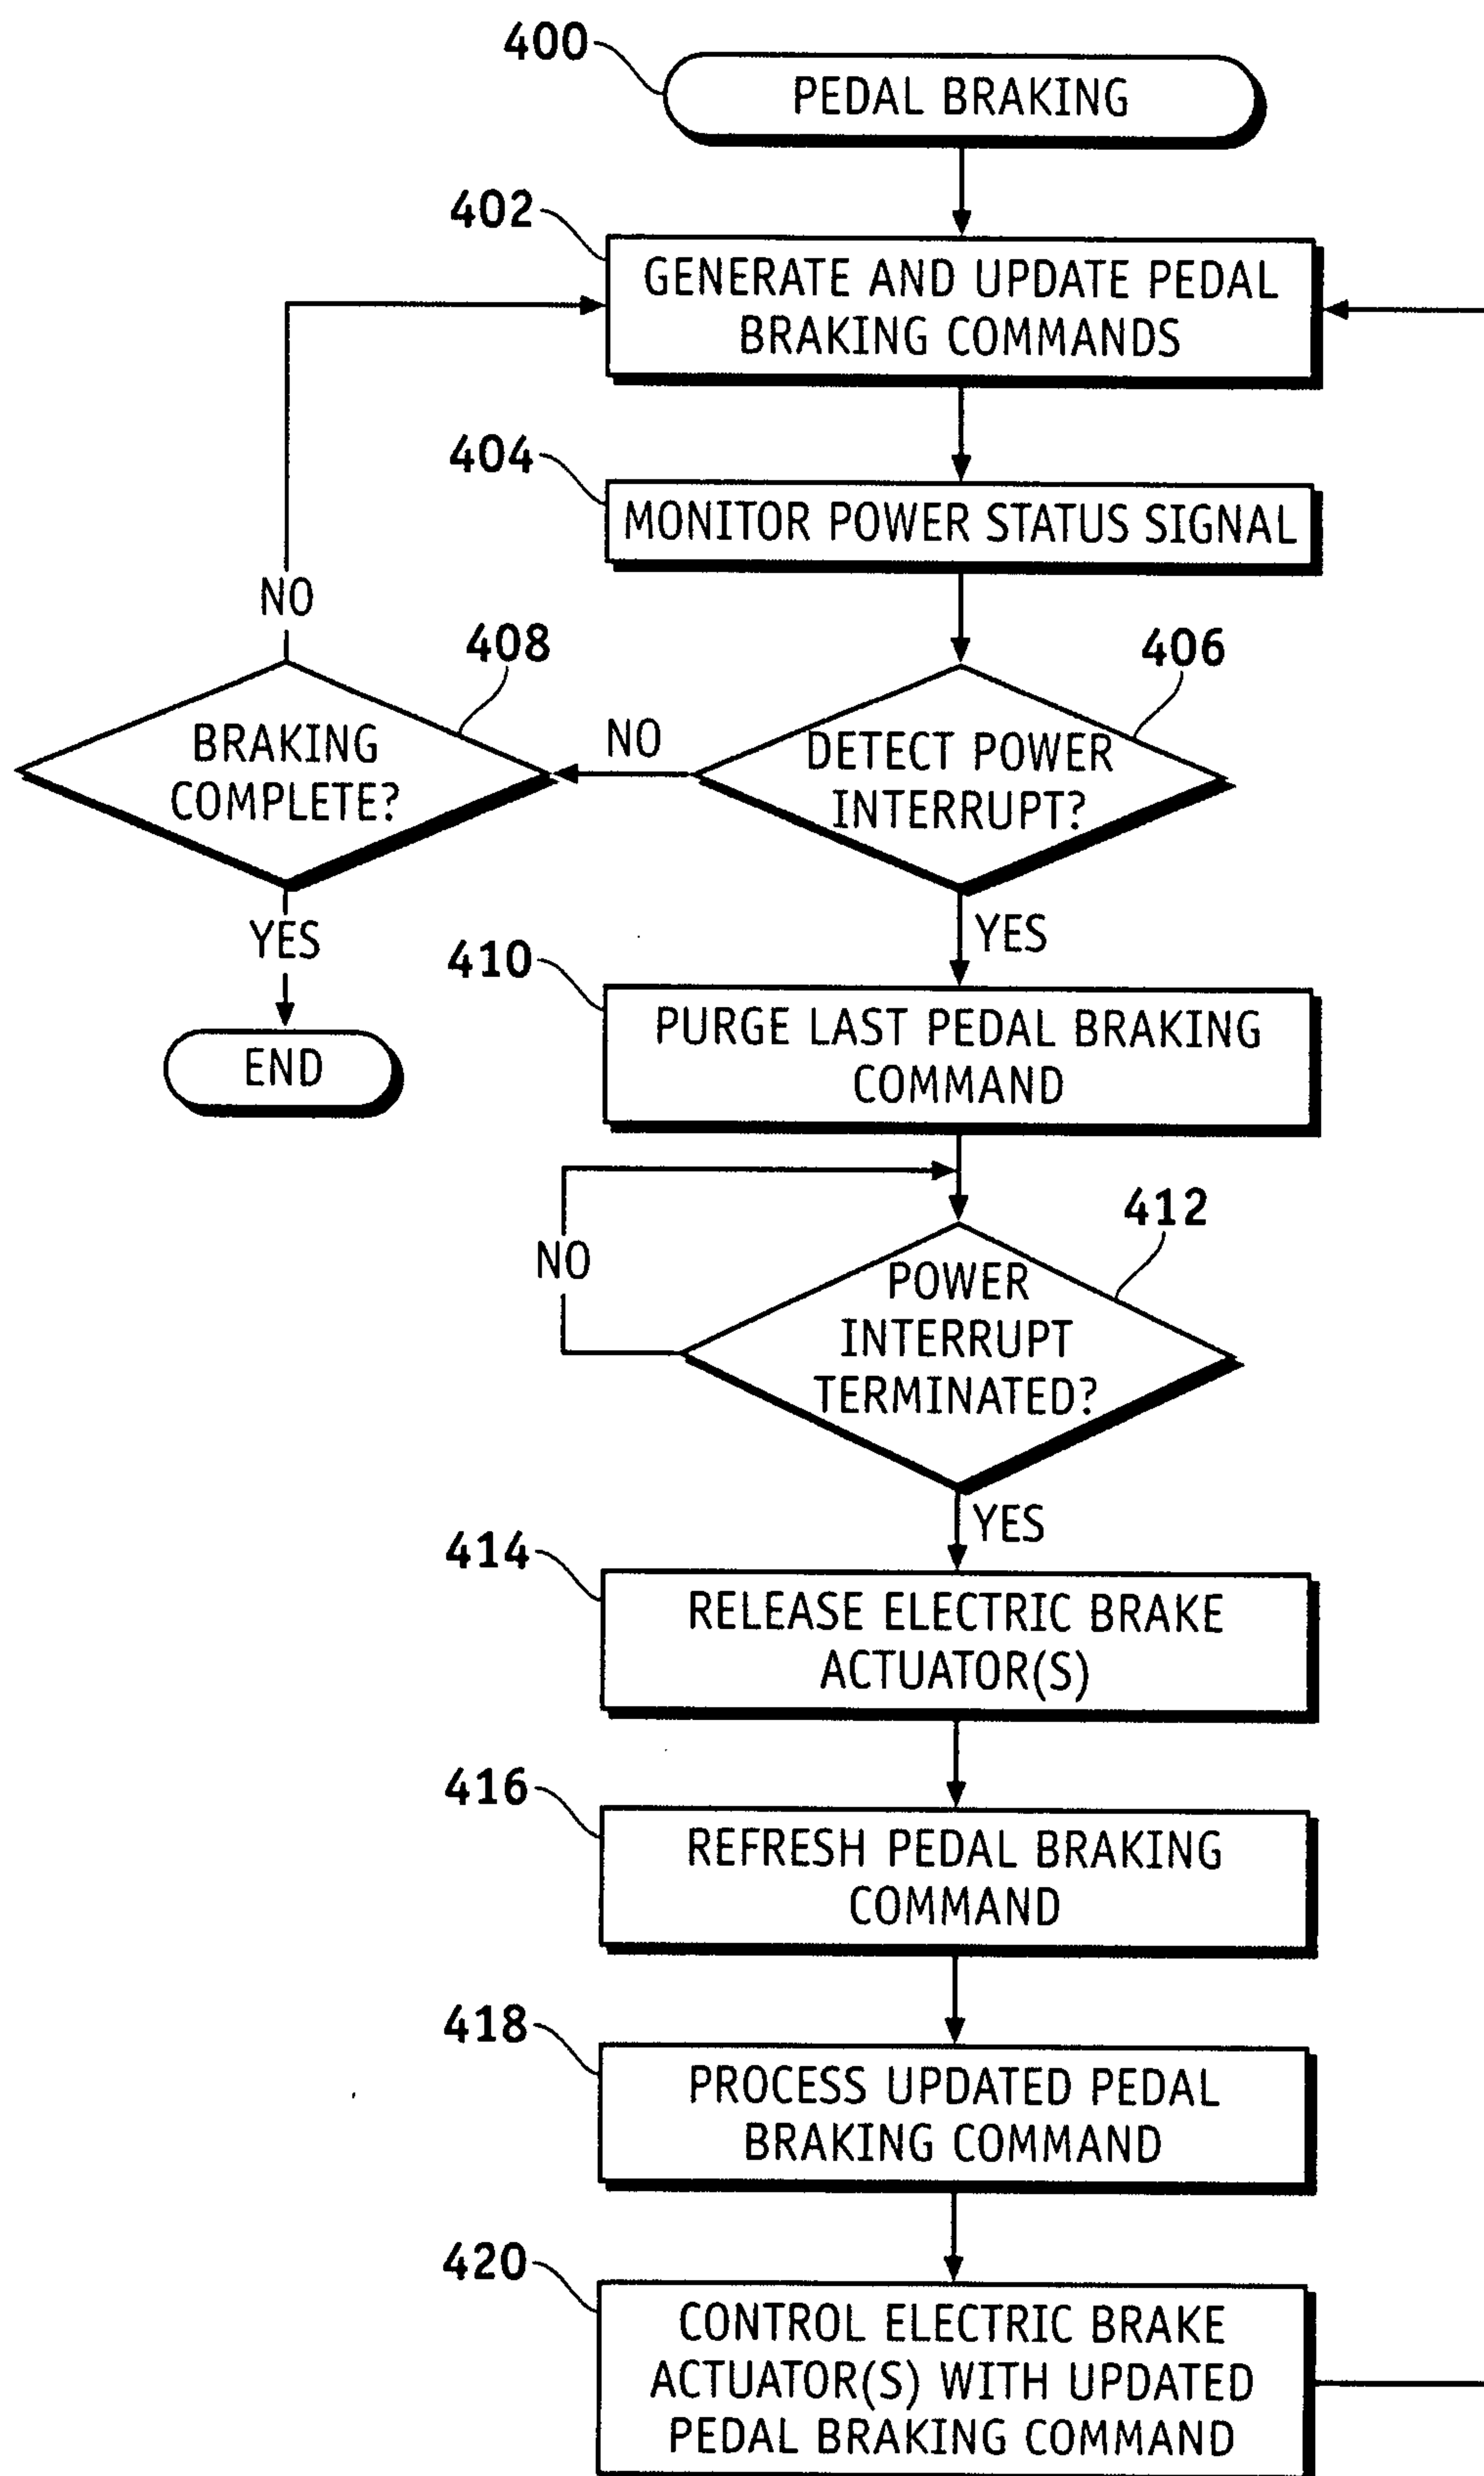 400
PEDAL BRAKING
402
GENERATE AND UPDATE PEDAL
BRAKING COMMANDS
404
MONITOR POWER STATUS SIGNAL
NO
408
406
BRAKING
COMPLETE?
NO
DETECT POWER
INTERRUPT?
YES
YES
410
PURGE LAST PEDAL BRAKING
COMMAND
END
412
NO
POWER
INTERRUPT
TERMINATED?
YES
414
RELEASE ELECTRIC BRAKE
ACTUATOR(S)
416
REFRESH PEDAL BRAKING
COMMAND
418
PROCESS UPDATED PEDAL
BRAKING COMMAND
420
CONTROL ELECTRIC BRAKE
ACTUATOR(S) WITH UPDATED
PEDAL BRAKING COMMAND